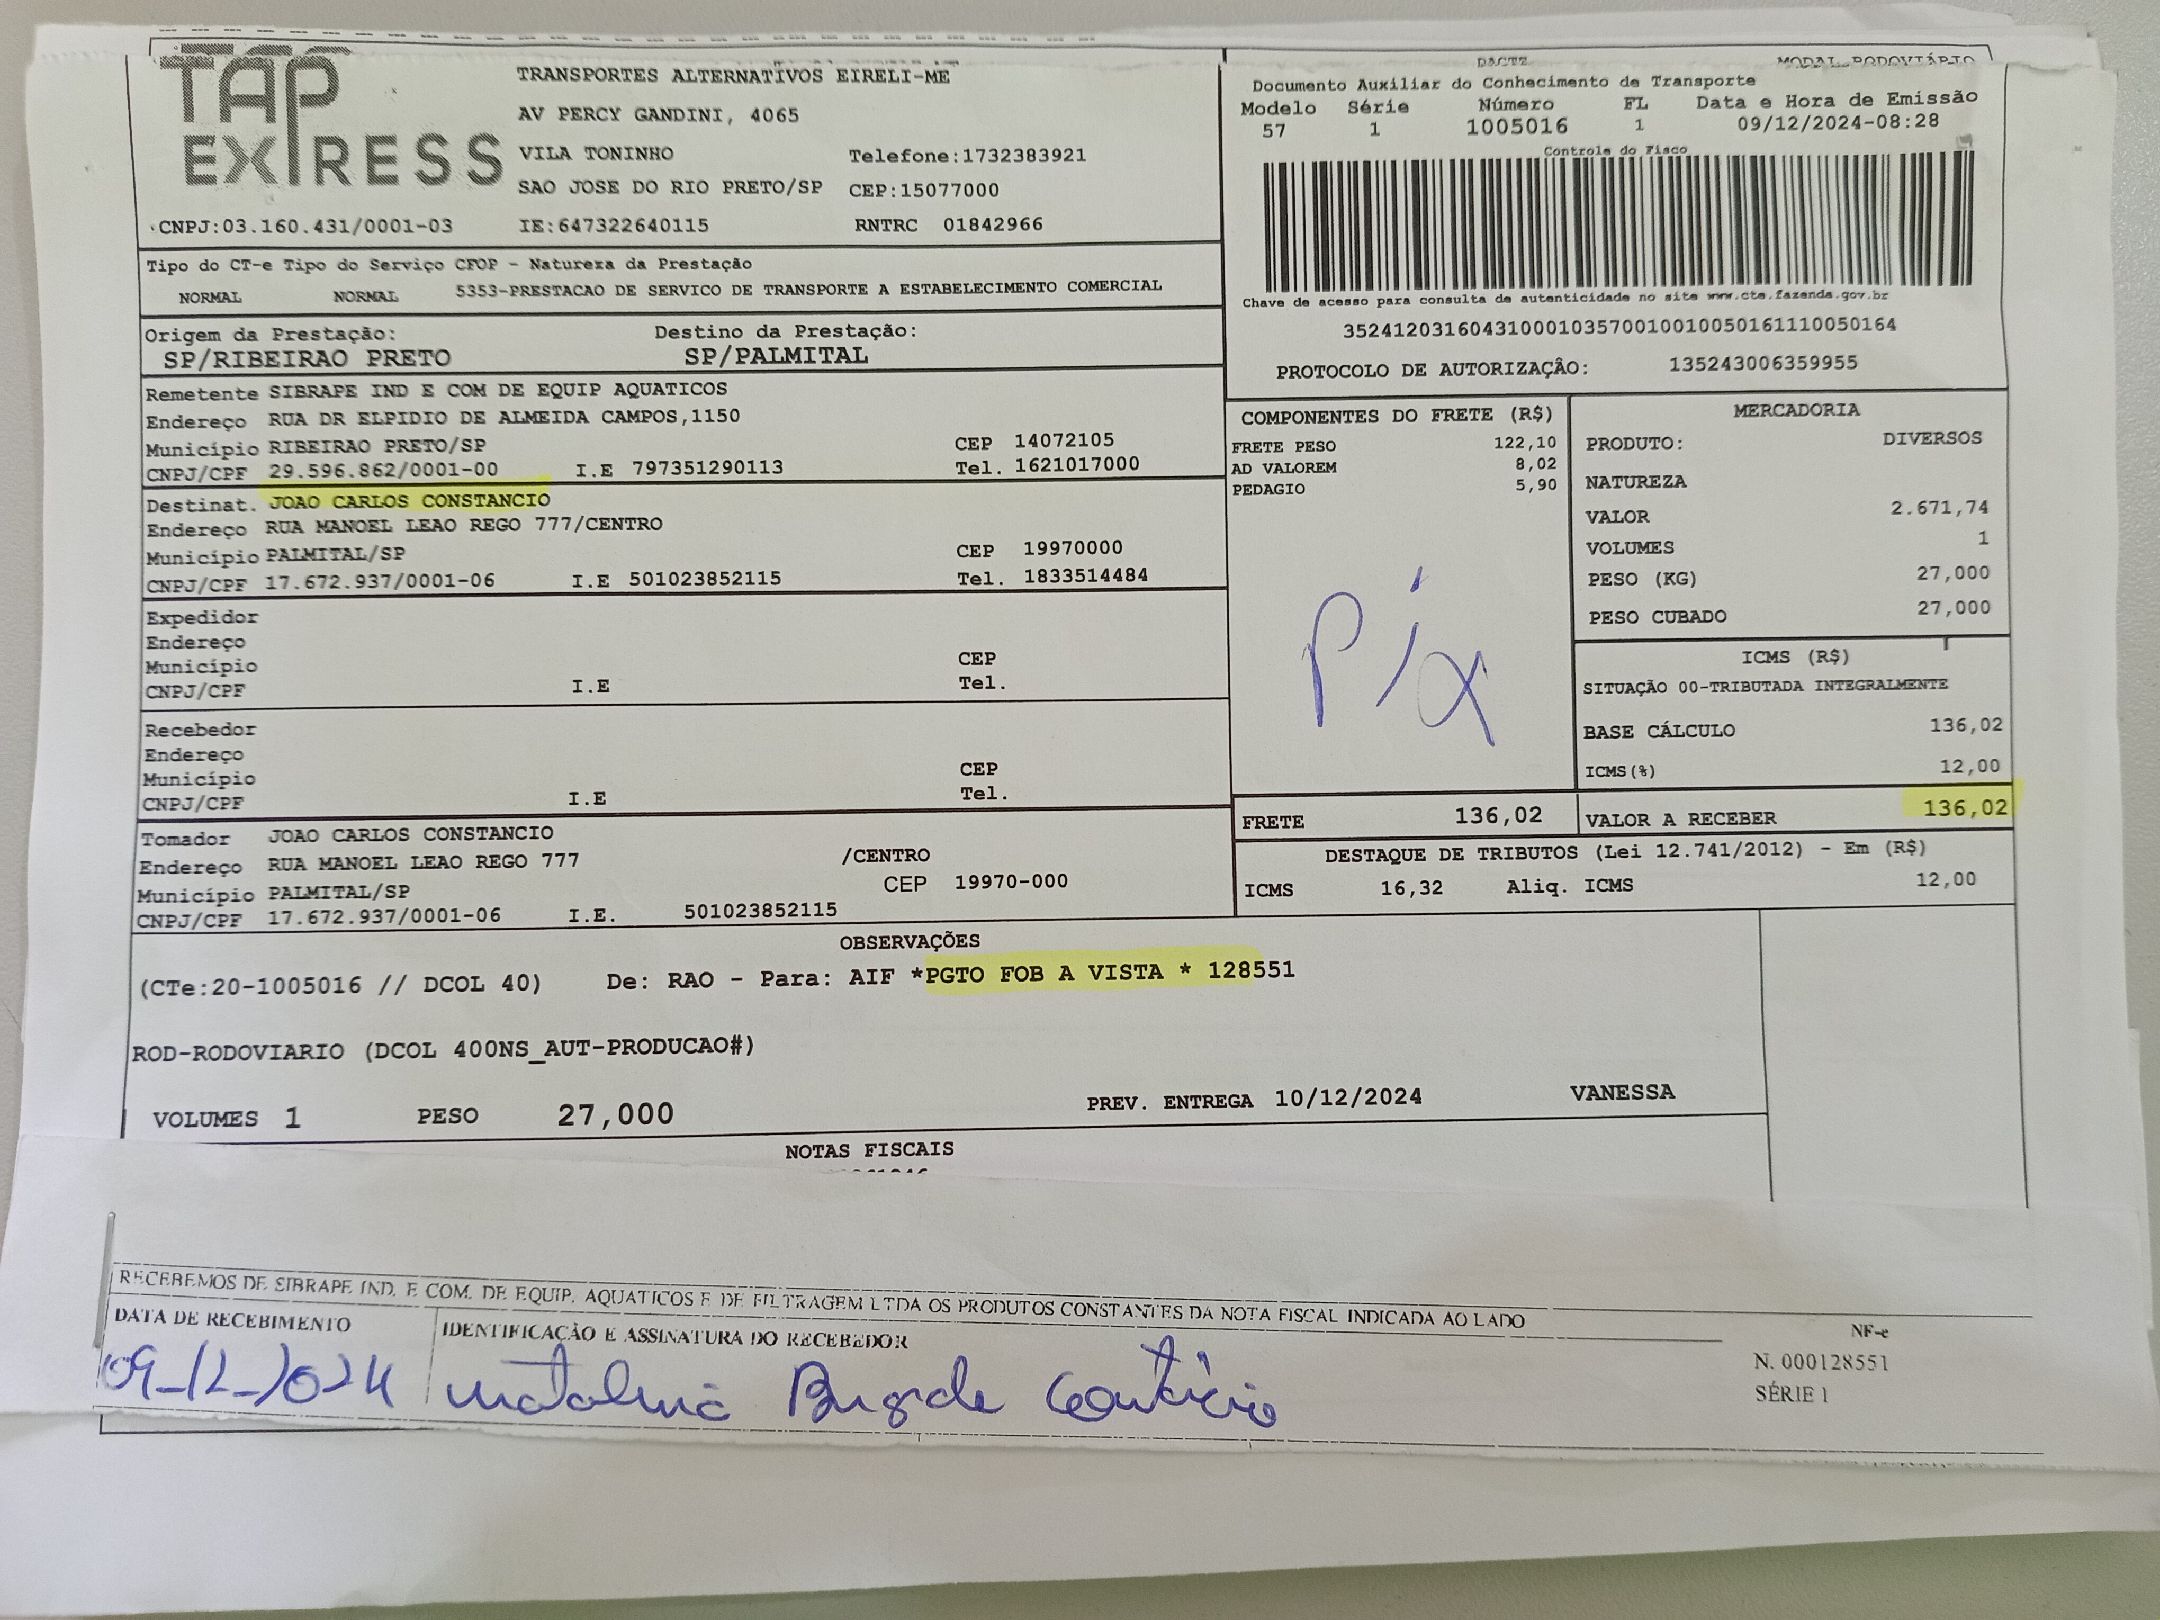 TAP EXPRESS
TRANSPORTES ALTERNATIVOS EIRELI-ME
AV PERCY GANDINI, 4065
VILA TONINHO Telefone:1732383921
SAO JOSE DO RIO PRETO/SP CEP:15077000
CNPJ:03.160.431/0001-03 IE:647322640115 RNTRC 01842966
DACTE MODAL RODOVIÁRIO
Documento Auxiliar do Conhecimento de Transporte
Modelo Série Número FL Data e Hora de Emissão
57 1 1005016 1 09/12/2024-08:28
Controle do Fisco
Chave de acesso para consulta de autenticidade no site www.cte.fazenda.gov.br
35241203160431000103570010010050161110050164
PROTOCOLO DE AUTORIZAÇÂO: 135243006359955
Tipo do CT-e Tipo do Serviço CFOP - Natureza da Prestação
NORMAL NORMAL 5353-PRESTACAO DE SERVICO DE TRANSPORTE A ESTABELECIMENTO COMERCIAL
Origem da Prestação: Destino da Prestação:
SP/RIBEIRAO PRETO SP/PALMITAL
Remetente SIBRAPE IND E COM DE EQUIP AQUATICOS
Endereço RUA DR ELPIDIO DE ALMEIDA CAMPOS,1150
Município RIBEIRAO PRETO/SP CEP 14072105
CNPJ/CPF 29.596.862/0001-00 I.E 797351290113 Tel. 1621017000
Destinat. JOAO CARLOS CONSTANCIO
Endereço RUA MANOEL LEAO REGO 777/CENTRO
Município PALMITAL/SP CEP 19970000
CNPJ/CPF 17.672.937/0001-06 I.E 501023852115 Tel. 1833514484
Expedidor
Endereço
Município CEP
CNPJ/CPF I.E Tel.
Recebedor
Endereço
Município CEP
CNPJ/CPF I.E Tel.
Tomador JOAO CARLOS CONSTANCIO
Endereço RUA MANOEL LEAO REGO 777 /CENTRO
Município PALMITAL/SP CEP 19970-000
CNPJ/CPF 17.672.937/0001-06 I.E. 501023852115
COMPONENTES DO FRETE (R$)
FRETE PESO 122,10
AD VALOREM 8,02
PEDAGIO 5,90
Pix
MERCADORIA
PRODUTO: DIVERSOS
NATUREZA
VALOR 2.671,74
VOLUMES 1
PESO (KG) 27,000
PESO CUBADO 27,000
ICMS (R$)
SITUAÇÃO 00-TRIBUTADA INTEGRALMENTE
BASE CÁLCULO 136,02
ICMS(%) 12,00
FRETE 136,02 VALOR A RECEBER 136,02
DESTAQUE DE TRIBUTOS (Lei 12.741/2012) - Em (R$)
ICMS 16,32 Aliq. ICMS 12,00
OBSERVAÇÕES
(CTe:20-1005016 // DCOL 40) De: RAO - Para: AIF *PGTO FOB A VISTA * 128551
ROD-RODOVIARIO (DCOL 400NS_AUT-PRODUCAO#)
VOLUMES 1 PESO 27,000 PREV. ENTREGA 10/12/2024 VANESSA
NOTAS FISCAIS
RECEBEMOS DE SIBRAPE IND. E COM. DE EQUIP. AQUATICOS E DE FILTRAGEM LTDA OS PRODUTOS CONSTANTES DA NOTA FISCAL INDICADA AO LADO
DATA DE RECEBIMENTO IDENTIFICAÇÃO E ASSINATURA DO RECEBEDOR
NF-e
N. 000128551
SÉRIE 1
09-12-2024